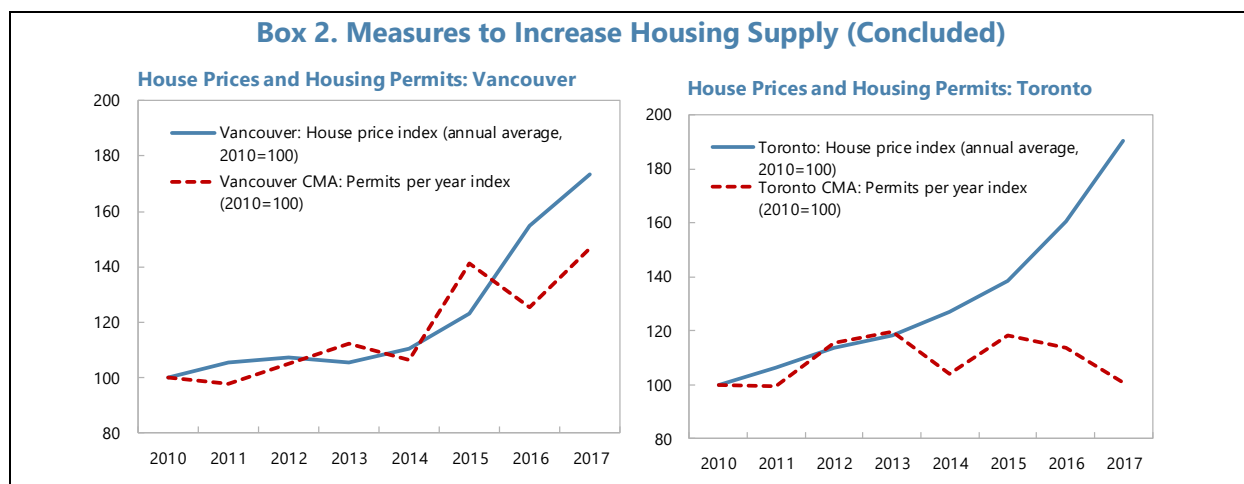 Box 2. Measures to Increase Housing Supply (Concluded)
House Prices and Housing Permits: Vancouver
200
180
160
140
120
100
80
Vancouver: House price index (annual average,
2010=100)
Vancouver CMA: Permits per year index
(2010=100)
2010 2011 2012 2013 2014 2015 2016 2017
House Prices and Housing Permits: Toronto
200
180
160
140
120
100
80
Toronto: House price index (annual average,
2010=100)
Toronto CMA: Permits per year index
(2010=100)
2010 2011 2012 2013 2014 2015 2016 2017